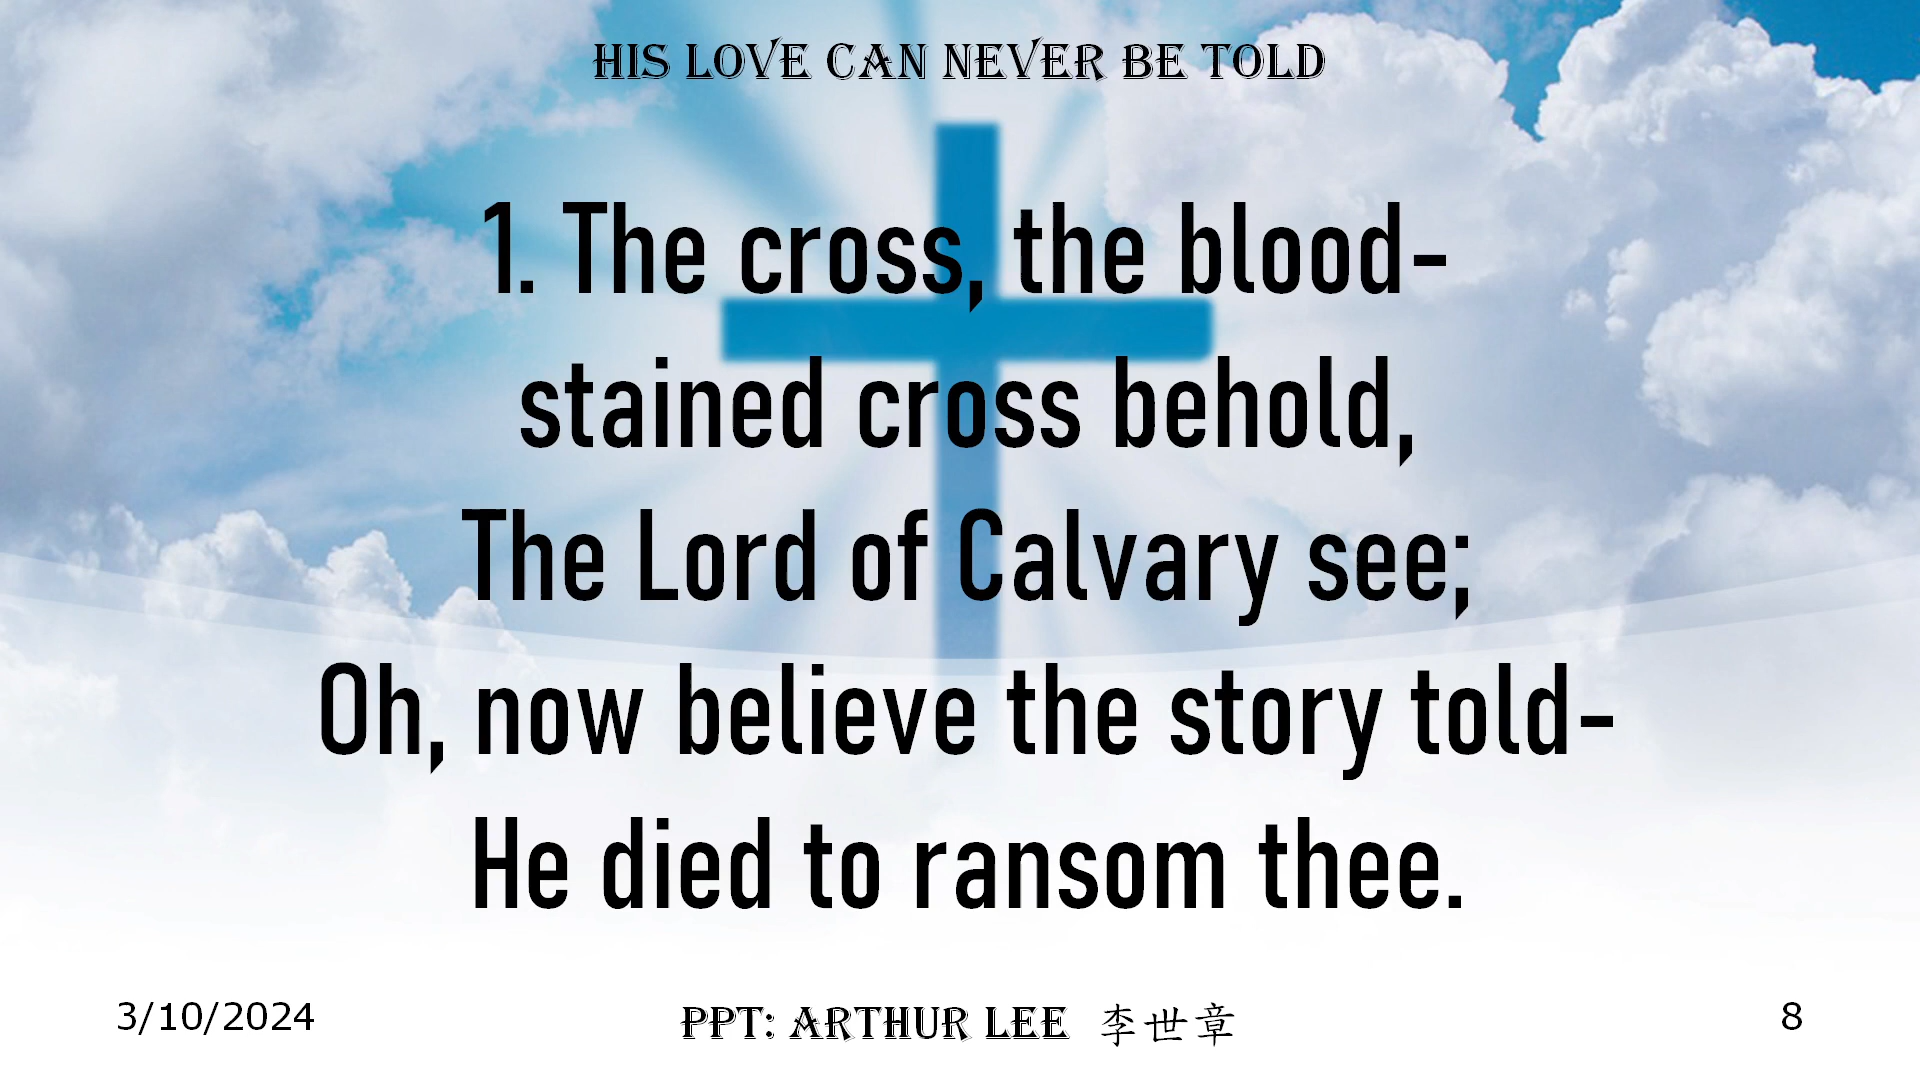 HIS LOVE CAN NEVER BE TOLD
1. The cross, the blood-
stained cross behold,
The Lord of Calvary see;
Oh, now believe the story told-
He died to ransom thee.
3/10/2024
PPT: ARTHUR LEE 李世章
8